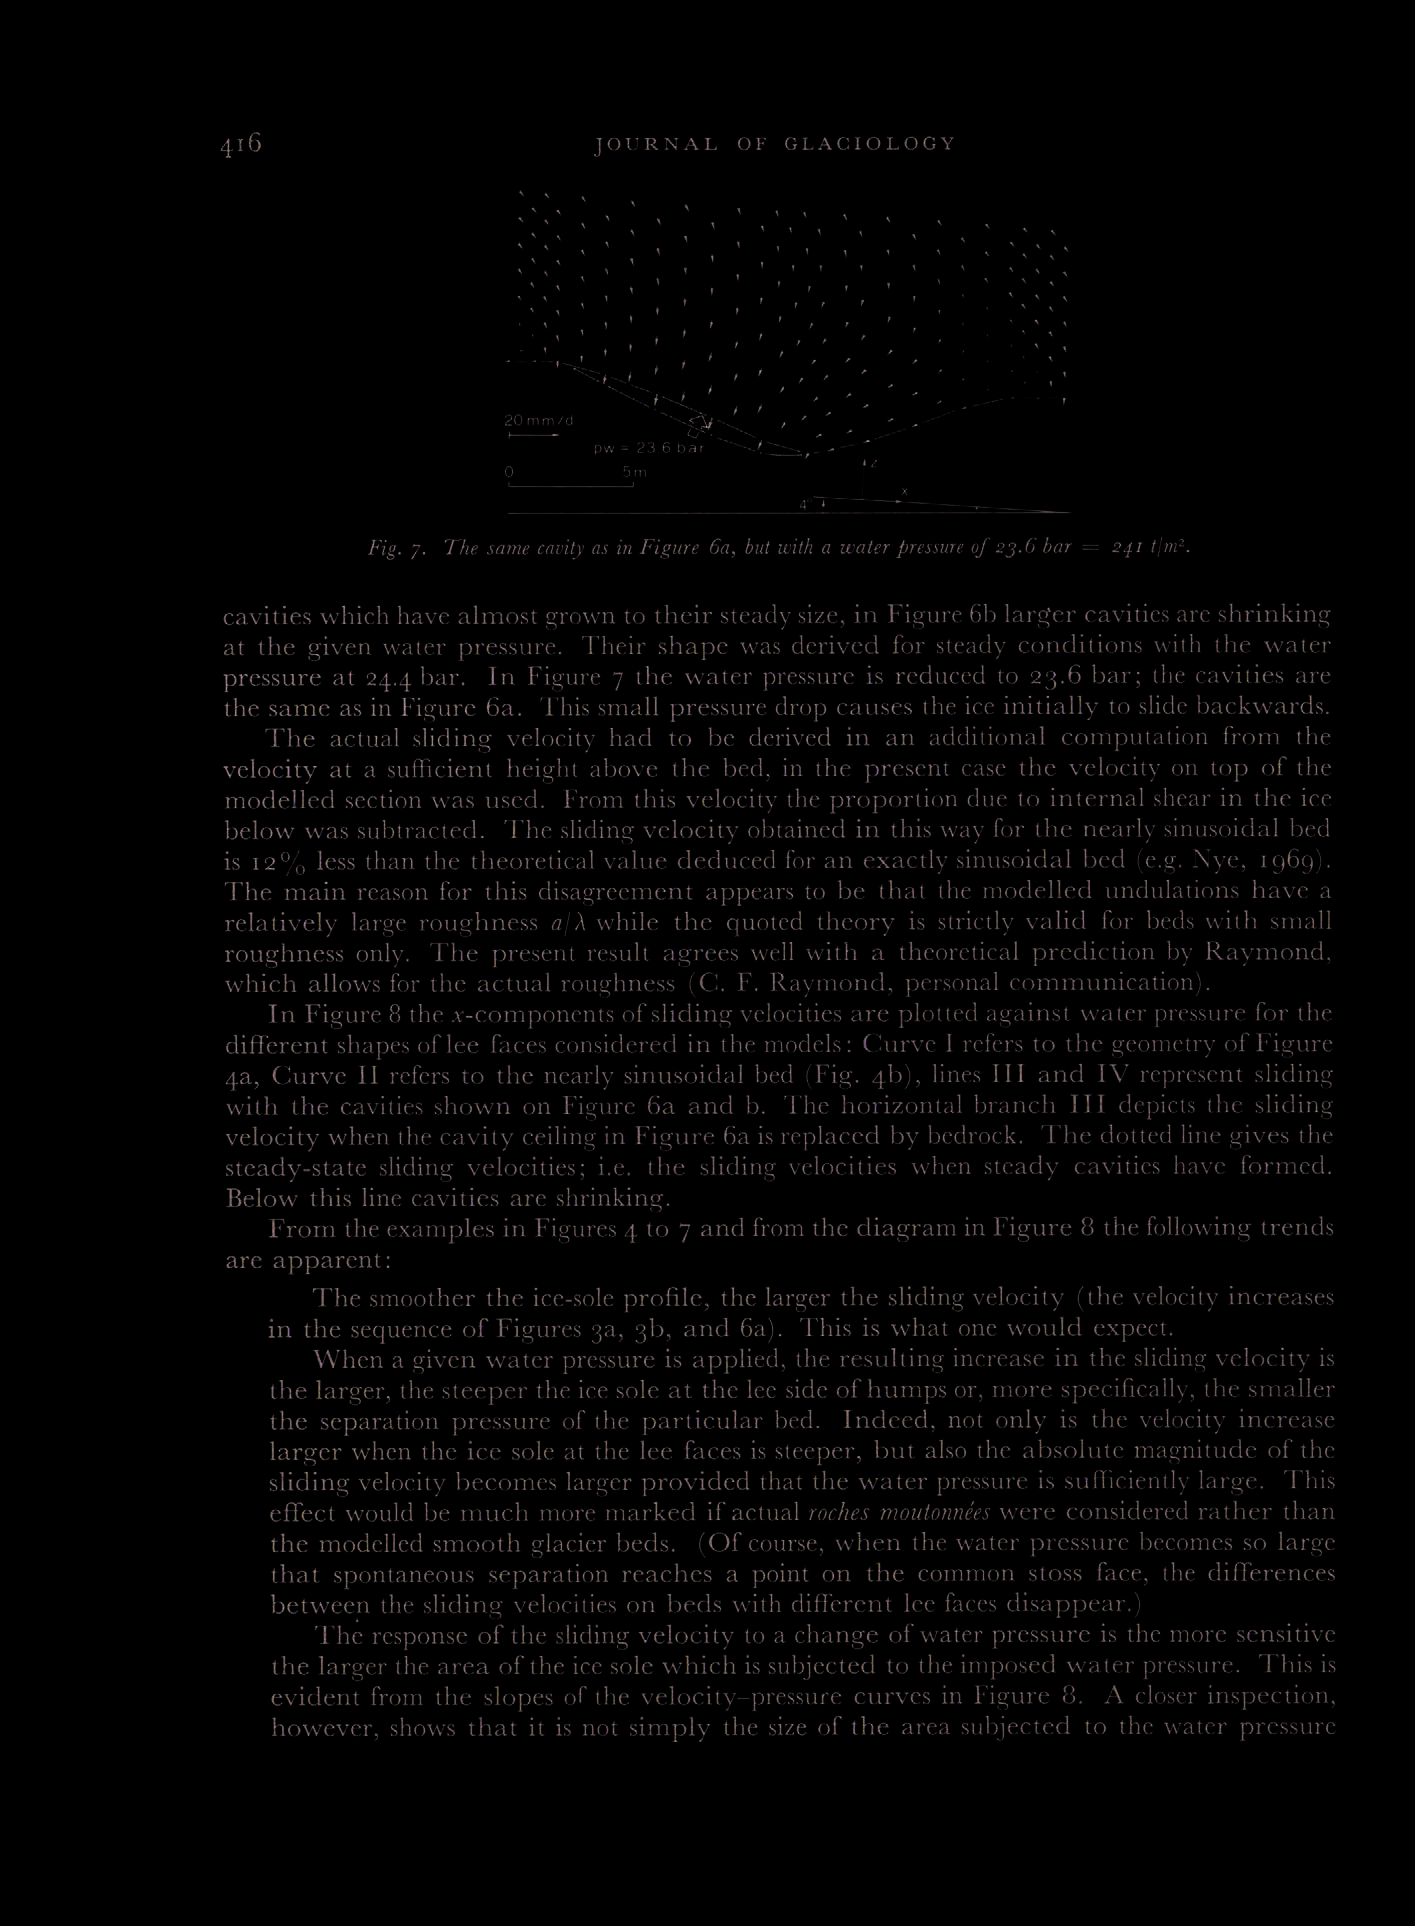 416
JOURNAL OF GLACIOLOGY
20 mm/d
pw = 23.6 bar
0 5m
z
x
4°
Fig. 7. The same cavity as in Figure 6a, but with a water pressure of 23.6 bar = 241 t/m².
cavities which have almost grown to their steady size, in Figure 6b larger cavities are shrinking
at the given water pressure. Their shape was derived for steady conditions with the water
pressure at 24.4 bar. In Figure 7 the water pressure is reduced to 23.6 bar; the cavities are
the same as in Figure 6a. This small pressure drop causes the ice initially to slide backwards.
The actual sliding velocity had to be derived in an additional computation from the
velocity at a sufficient height above the bed, in the present case the velocity on top of the
modelled section was used. From this velocity the proportion due to internal shear in the ice
below was subtracted. The sliding velocity obtained in this way for the nearly sinusoidal bed
is 12% less than the theoretical value deduced for an exactly sinusoidal bed (e.g. Nye, 1969).
The main reason for this disagreement appears to be that the modelled undulations have a
relatively large roughness a/λ while the quoted theory is strictly valid for beds with small
roughness only. The present result agrees well with a theoretical prediction by Raymond,
which allows for the actual roughness (C. F. Raymond, personal communication).
In Figure 8 the x-components of sliding velocities are plotted against water pressure for the
different shapes of lee faces considered in the models: Curve I refers to the geometry of Figure
4a, Curve II refers to the nearly sinusoidal bed (Fig. 4b), lines III and IV represent sliding
with the cavities shown on Figure 6a and b. The horizontal branch III depicts the sliding
velocity when the cavity ceiling in Figure 6a is replaced by bedrock. The dotted line gives the
steady-state sliding velocities; i.e. the sliding velocities when steady cavities have formed.
Below this line cavities are shrinking.
From the examples in Figures 4 to 7 and from the diagram in Figure 8 the following trends
are apparent:
The smoother the ice-sole profile, the larger the sliding velocity (the velocity increases
in the sequence of Figures 3a, 3b, and 6a). This is what one would expect.
When a given water pressure is applied, the resulting increase in the sliding velocity is
the larger, the steeper the ice sole at the lee side of humps or, more specifically, the smaller
the separation pressure of the particular bed. Indeed, not only is the velocity increase
larger when the ice sole at the lee faces is steeper, but also the absolute magnitude of the
sliding velocity becomes larger provided that the water pressure is sufficiently large. This
effect would be much more marked if actual roches moutonnées were considered rather than
the modelled smooth glacier beds. (Of course, when the water pressure becomes so large
that spontaneous separation reaches a point on the common stoss face, the differences
between the sliding velocities on beds with different lee faces disappear.)
The response of the sliding velocity to a change of water pressure is the more sensitive
the larger the area of the ice sole which is subjected to the imposed water pressure. This is
evident from the slopes of the velocity–pressure curves in Figure 8. A closer inspection,
however, shows that it is not simply the size of the area subjected to the water pressure